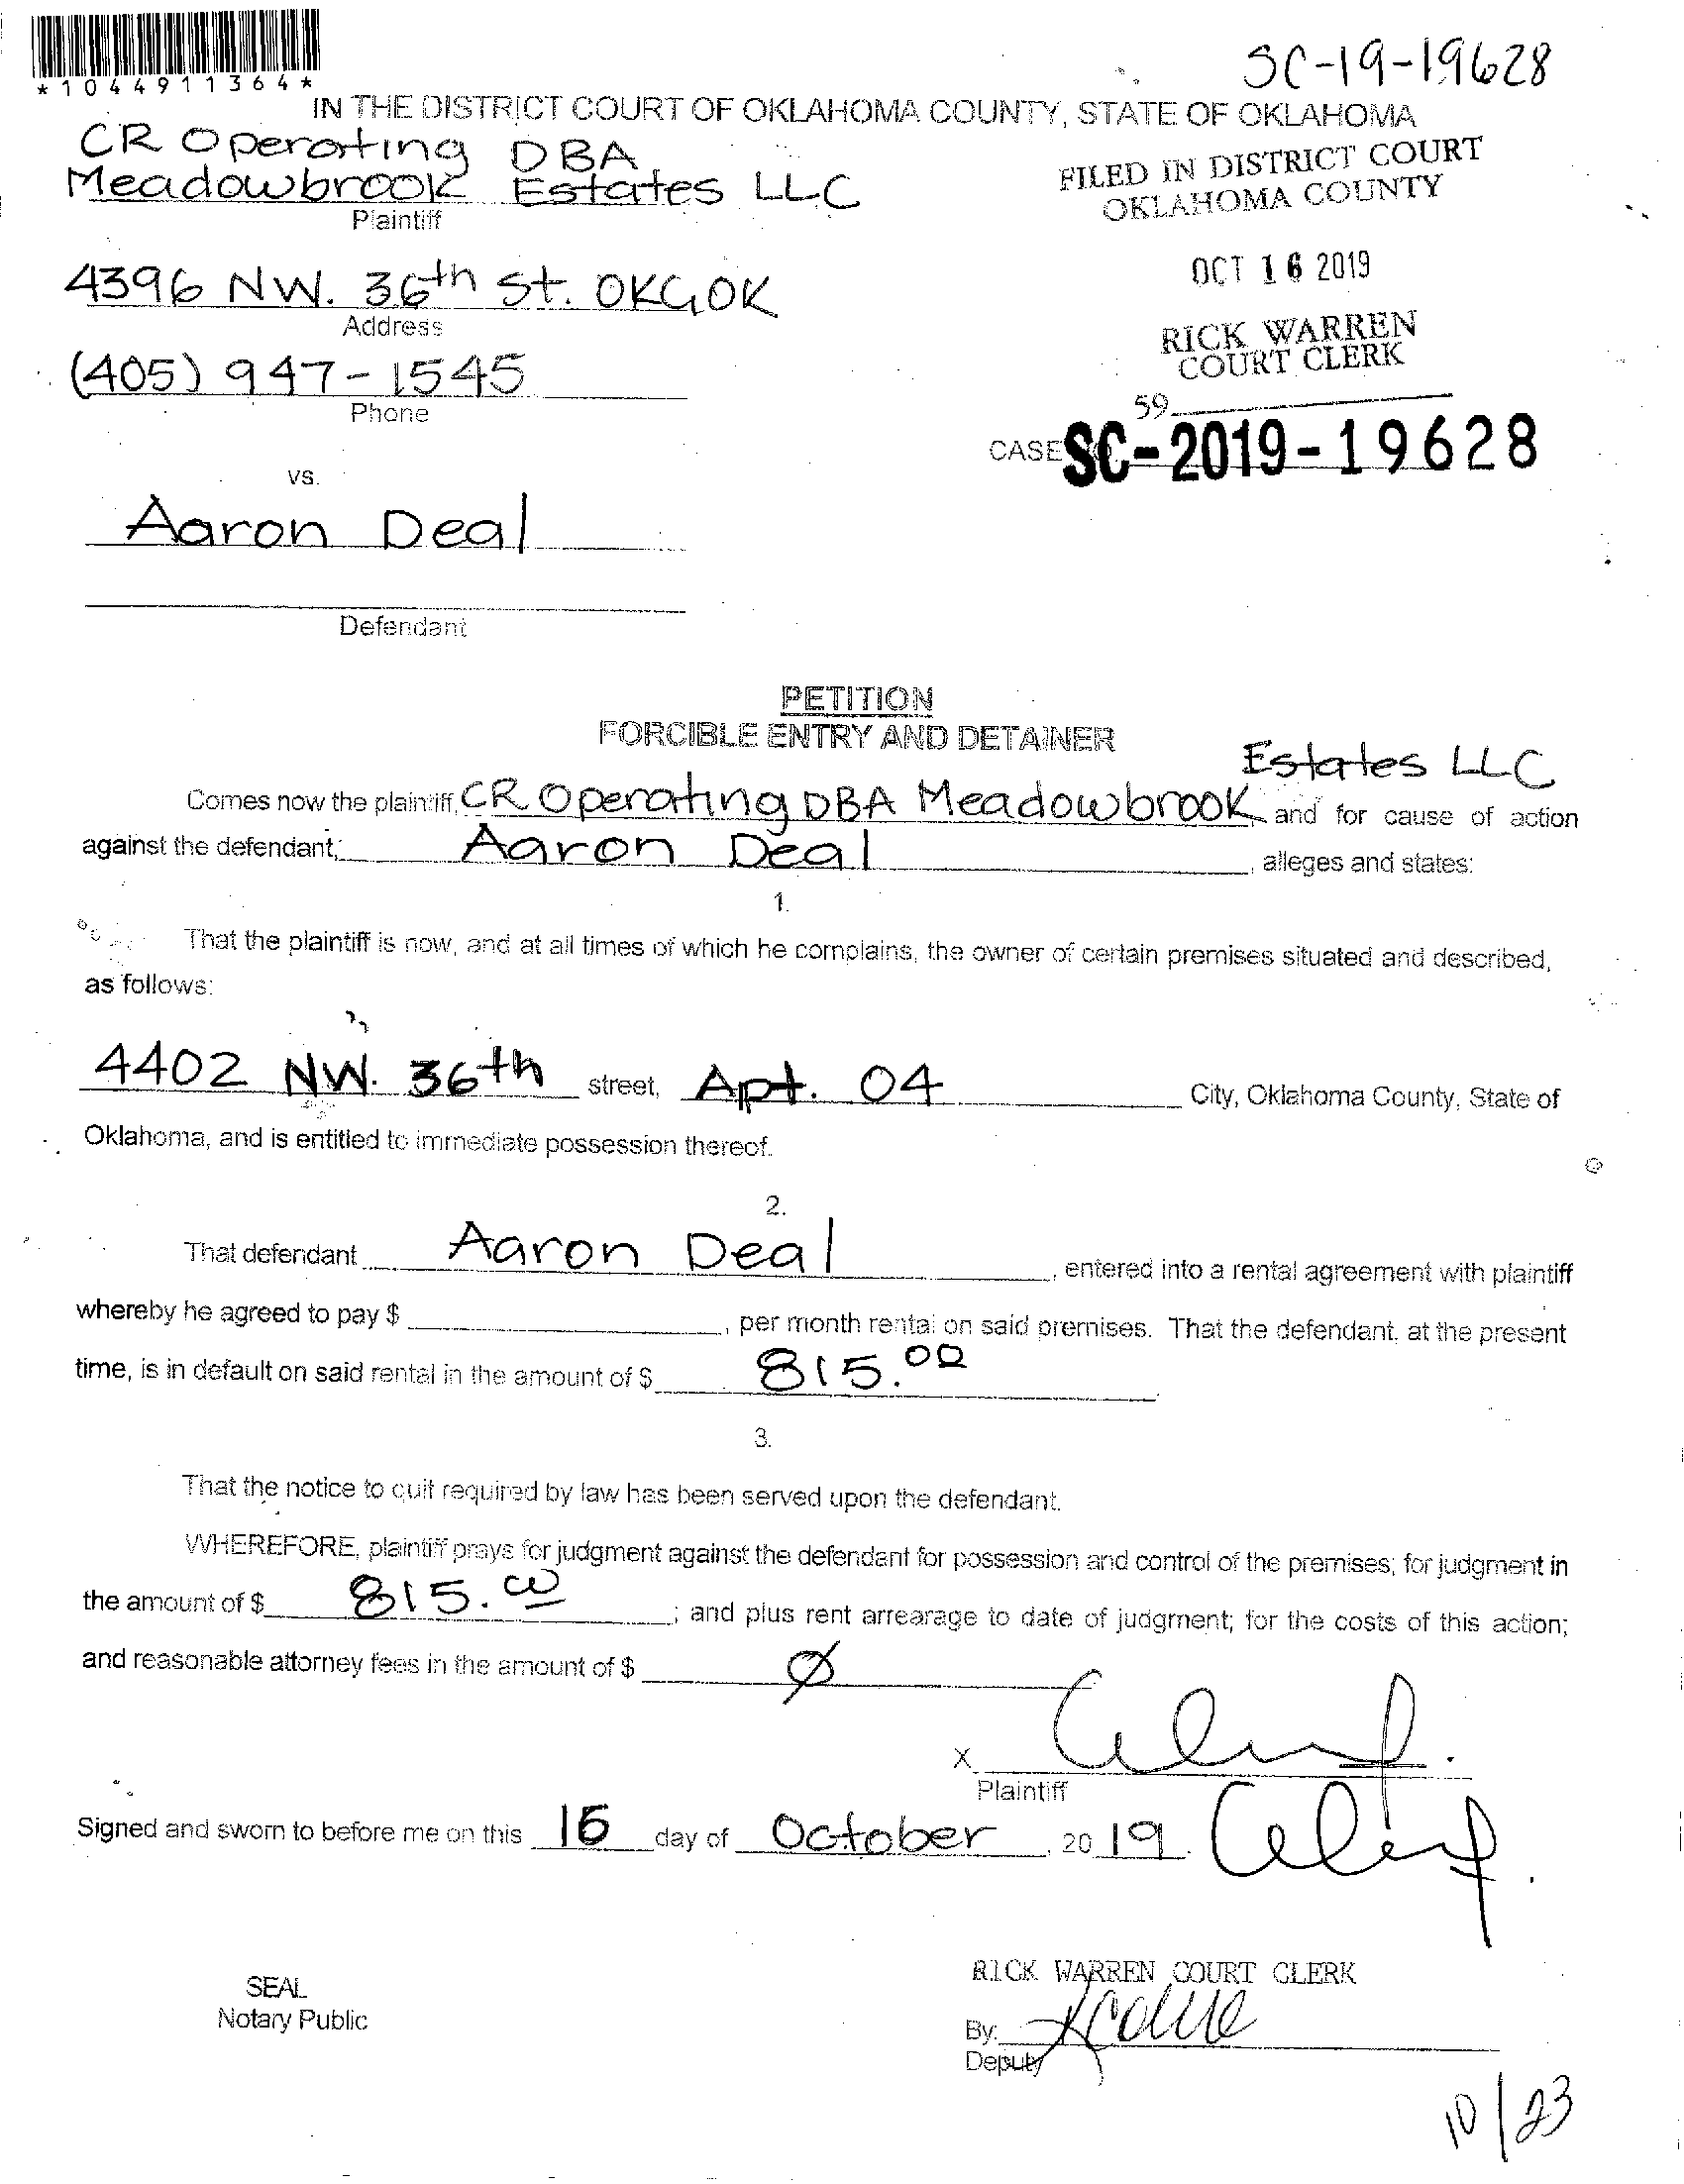 *1044911364*
SC-19-19628
IN THE DISTRICT COURT OF OKLAHOMA COUNTY, STATE OF OKLAHOMA
CR Operating DBA
Meadowbrook Estates LLC
Plaintiff
FILED IN DISTRICT COURT
OKLAHOMA COUNTY
4396 NW. 36th St. OKC, OK
Address
OCT 16 2019
(405) 947-1545
Phone
RICK WARREN
COURT CLERK
59
CASE SC-2019-19628
vs.
Aaron Deal
Defendant
PETITION
FORCIBLE ENTRY AND DETAINER
Estates LLC
Comes now the plaintiff, CR Operating DBA Meadowbrook and for cause of action
against the defendant, Aaron Deal, alleges and states:
1.
That the plaintiff is now, and at all times of which he complains, the owner of certain premises situated and described,
as follows:
4402 NW. 36th street, Apt. 04 City, Oklahoma County, State of
Oklahoma, and is entitled to immediate possession thereof.
2.
That defendant Aaron Deal, entered into a rental agreement with plaintiff
whereby he agreed to pay $ , per month rental on said premises. That the defendant, at the present
time, is in default on said rental in the amount of $ 815.00
3.
That the notice to quit required by law has been served upon the defendant.
WHEREFORE, plaintiff prays for judgment against the defendant for possession and control of the premises; for judgment in
the amount of $ 815.00 ; and plus rent arrearage to date of judgment; for the costs of this action;
and reasonable attorney fees in the amount of $ Ø
X
Plaintiff
Signed and sworn to before me on this 16 day of October, 2019.
SEAL
Notary Public
RICK WARREN COURT CLERK
By:
Deputy
10/23